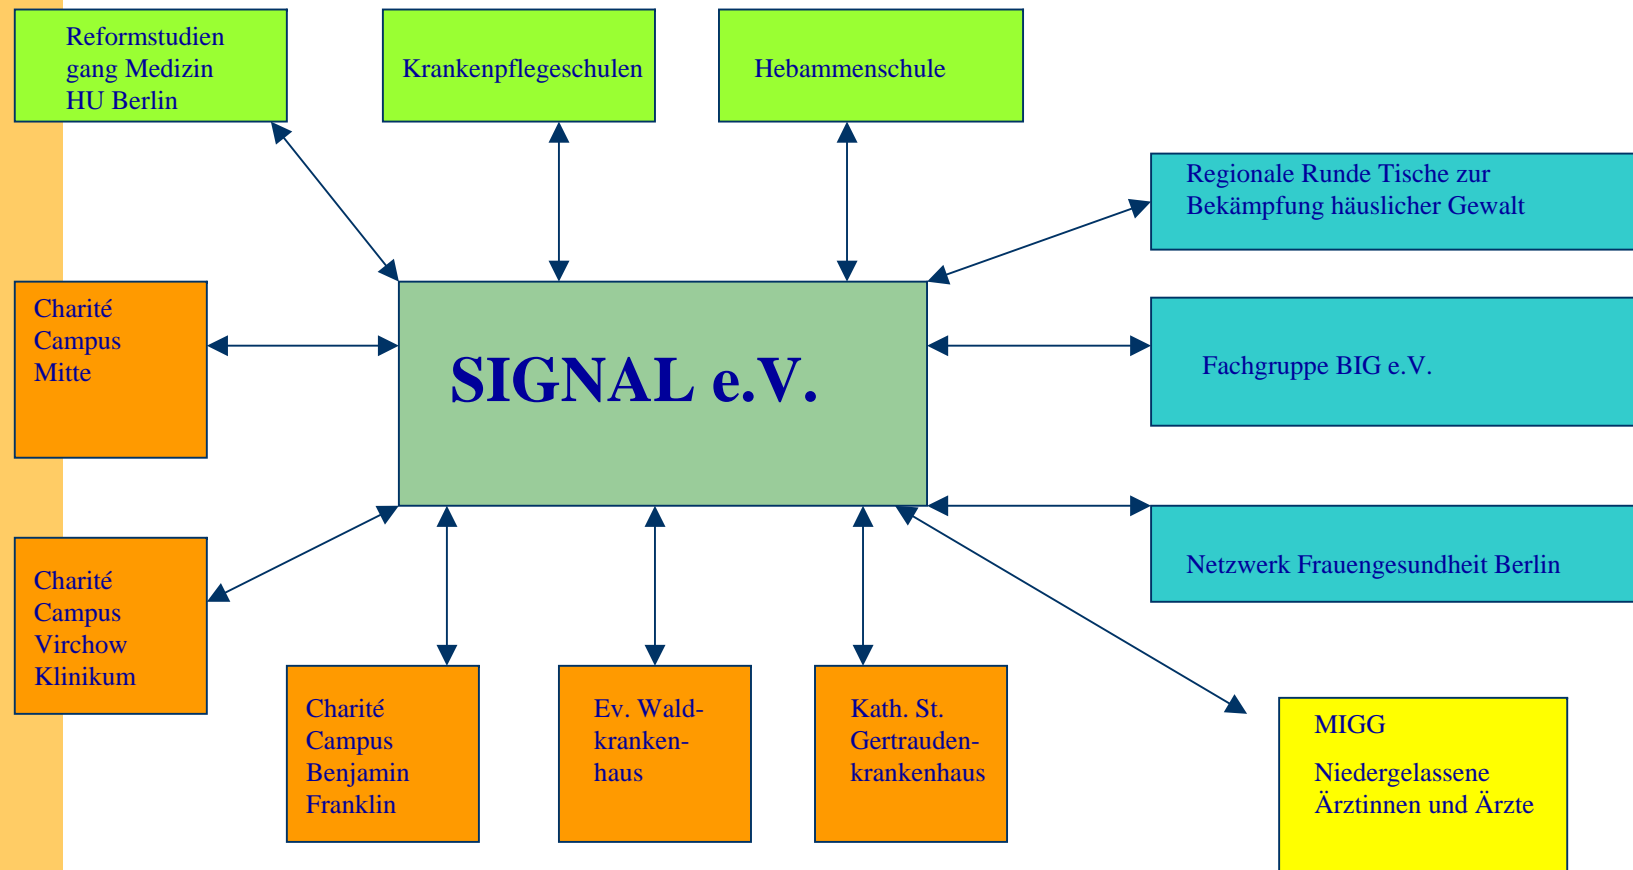 Reformstudien
gang Medizin
HU Berlin
Krankenpflegeschulen
Hebammenschule
Regionale Runde Tische zur
Bekämpfung häuslicher Gewalt
Charité
Campus
Mitte
SIGNAL e.V.
Fachgruppe BIG e.V.
Netzwerk Frauengesundheit Berlin
Charité
Campus
Virchow
Klinikum
Charité
Campus
Benjamin
Franklin
Ev. Wald-
kranken-
haus
Kath. St.
Gertrauden-
krankenhaus
MIGG
Niedergelassene
Ärztinnen und Ärzte